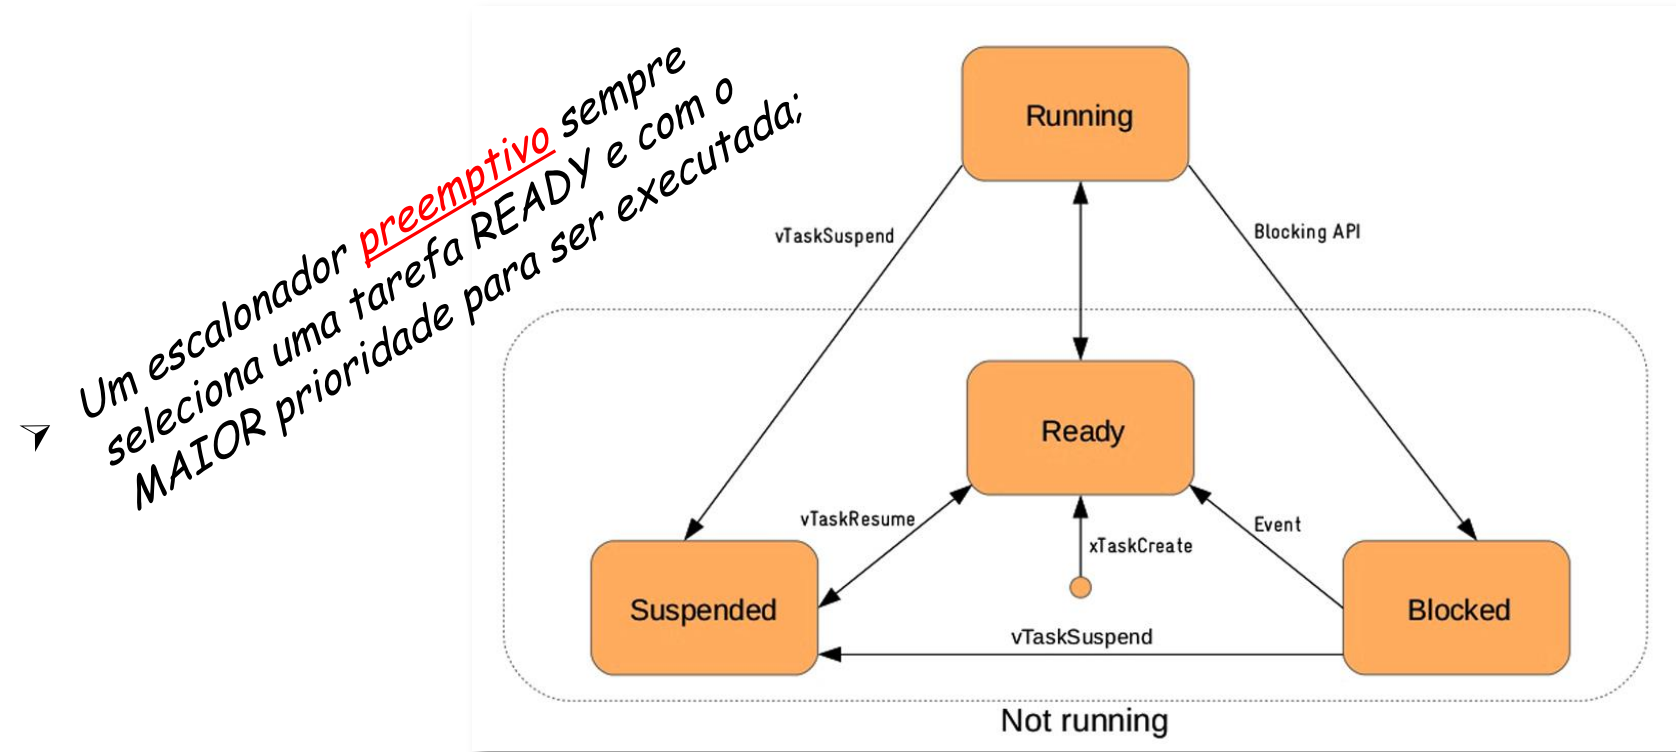 Um escalonador preemptivo sempre
seleciona uma tarefa READY e com o
MAIOR prioridade para ser executada;
Running
vTaskSuspend
Blocking API
Ready
vTaskResume
Event
xTaskCreate
Suspended
Blocked
vTaskSuspend
Not running